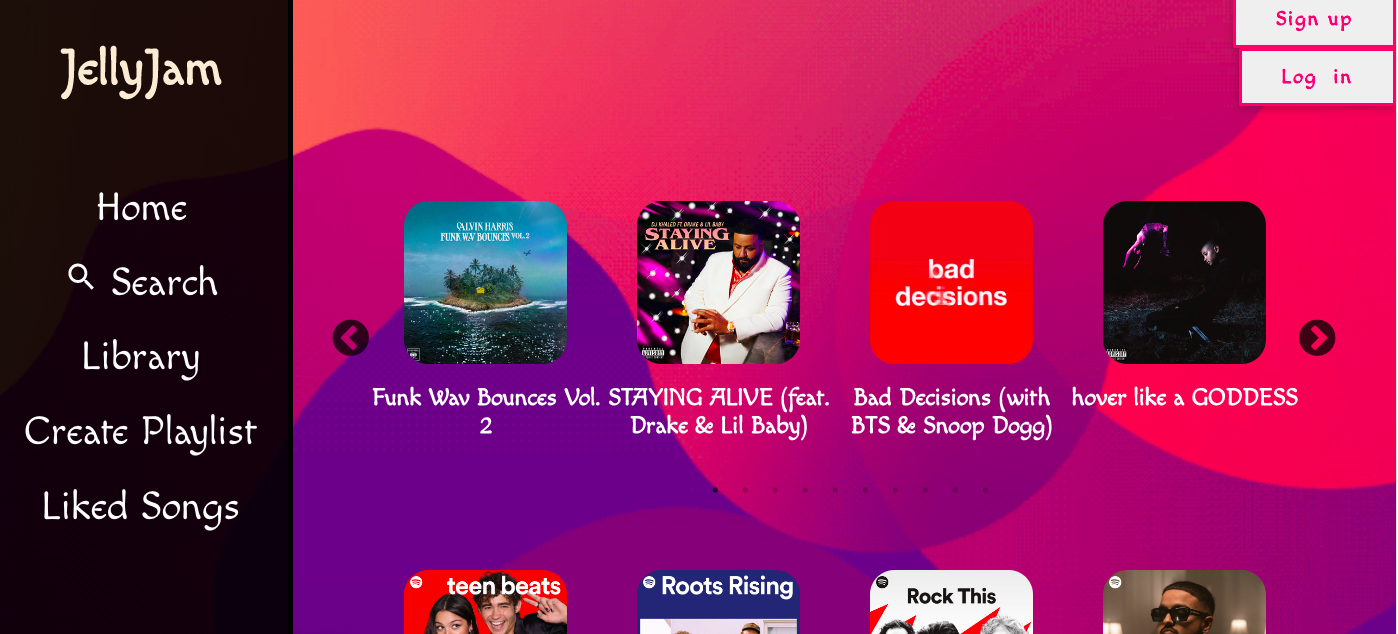 JellyJam
Home
Search
Library
Create Playlist
Liked Songs
Sign up
Log in
CALVIN HARRIS
FUNK WAV BOUNCES VOL. 2
DJ KHALED FT DRAKE & LIL BABY
STAYING
ALIVE
bad
decisions
Funk Wav Bounces Vol.
2
STAYING ALIVE (feat.
Drake & Lil Baby)
Bad Decisions (with
BTS & Snoop Dogg)
hover like a GODDESS
teen beats
Roots Rising
Rock This